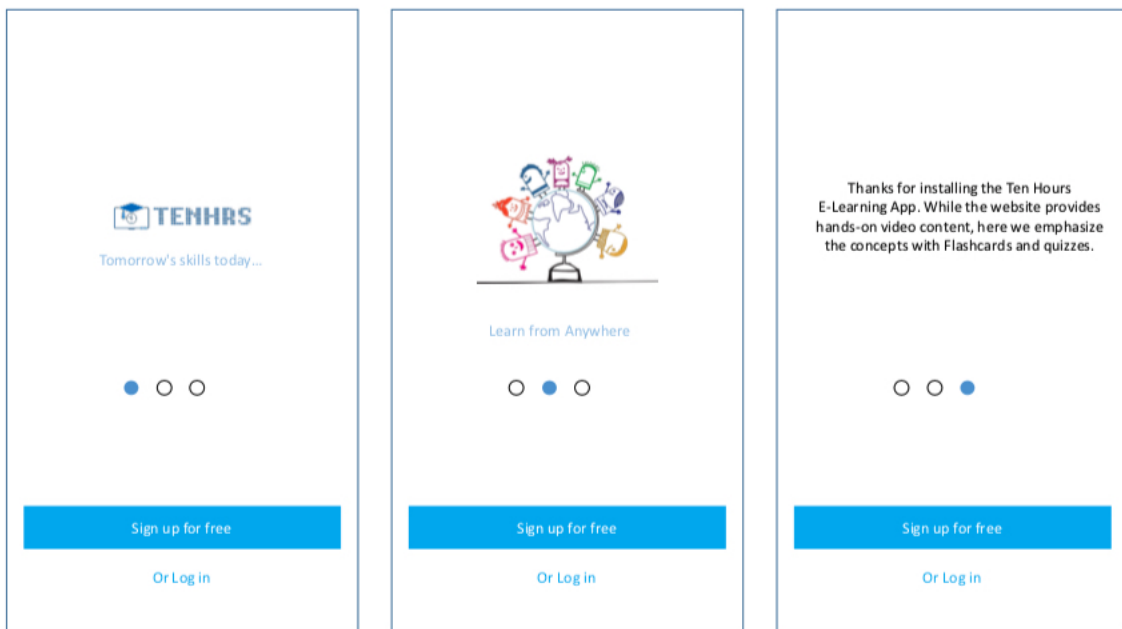 TENHRS
Tomorrow's skills today...
Sign up for free
Or Log in
Learn from Anywhere
Sign up for free
Or Log in
Thanks for installing the Ten Hours
E-Learning App. While the website provides
hands-on video content, here we emphasize
the concepts with Flashcards and quizzes.
Sign up for free
Or Log in